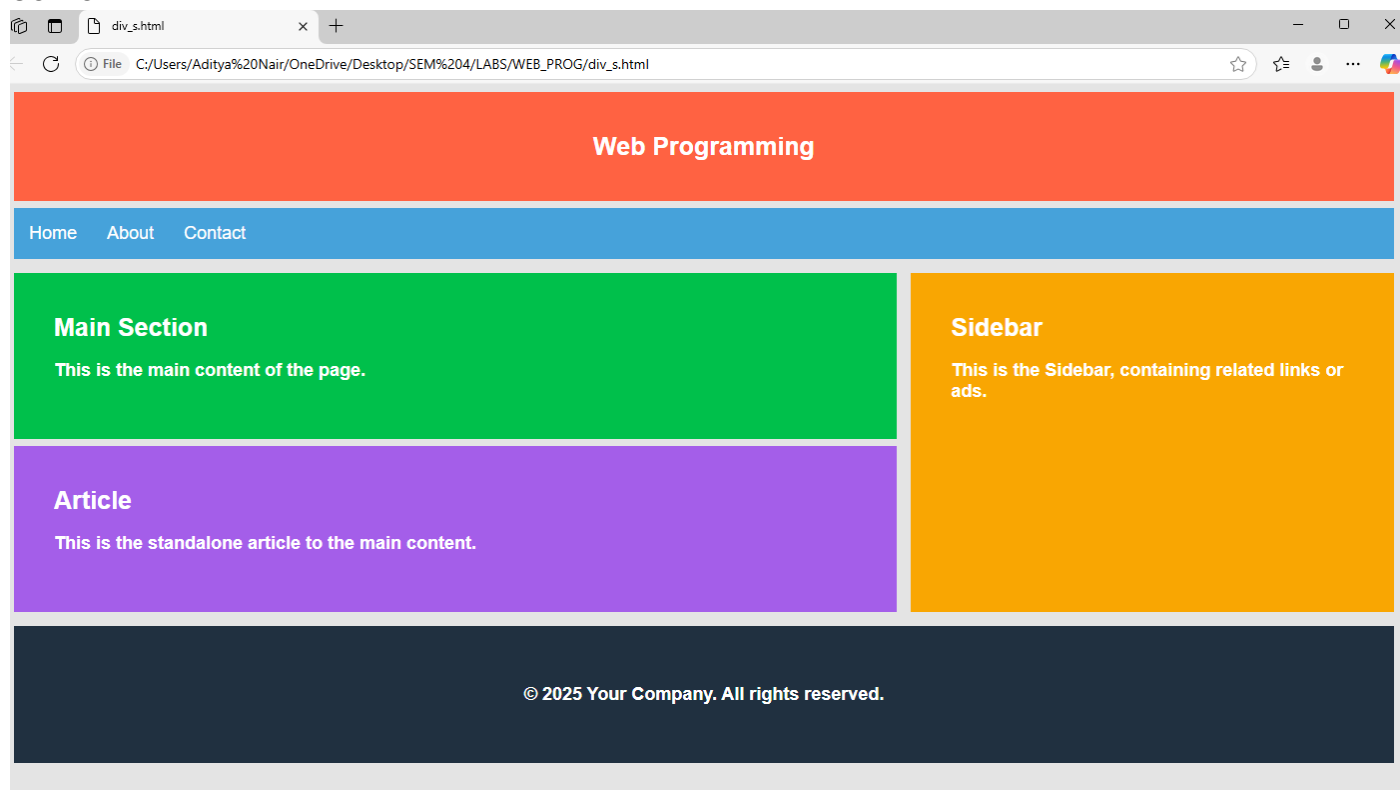 div_s.html
File C:/Users/Aditya%20Nair/OneDrive/Desktop/SEM%204/LABS/WEB_PROG/div_s.html
Web Programming
Home About Contact
Main Section
This is the main content of the page.
Sidebar
This is the Sidebar, containing related links or
ads.
Article
This is the standalone article to the main content.
© 2025 Your Company. All rights reserved.